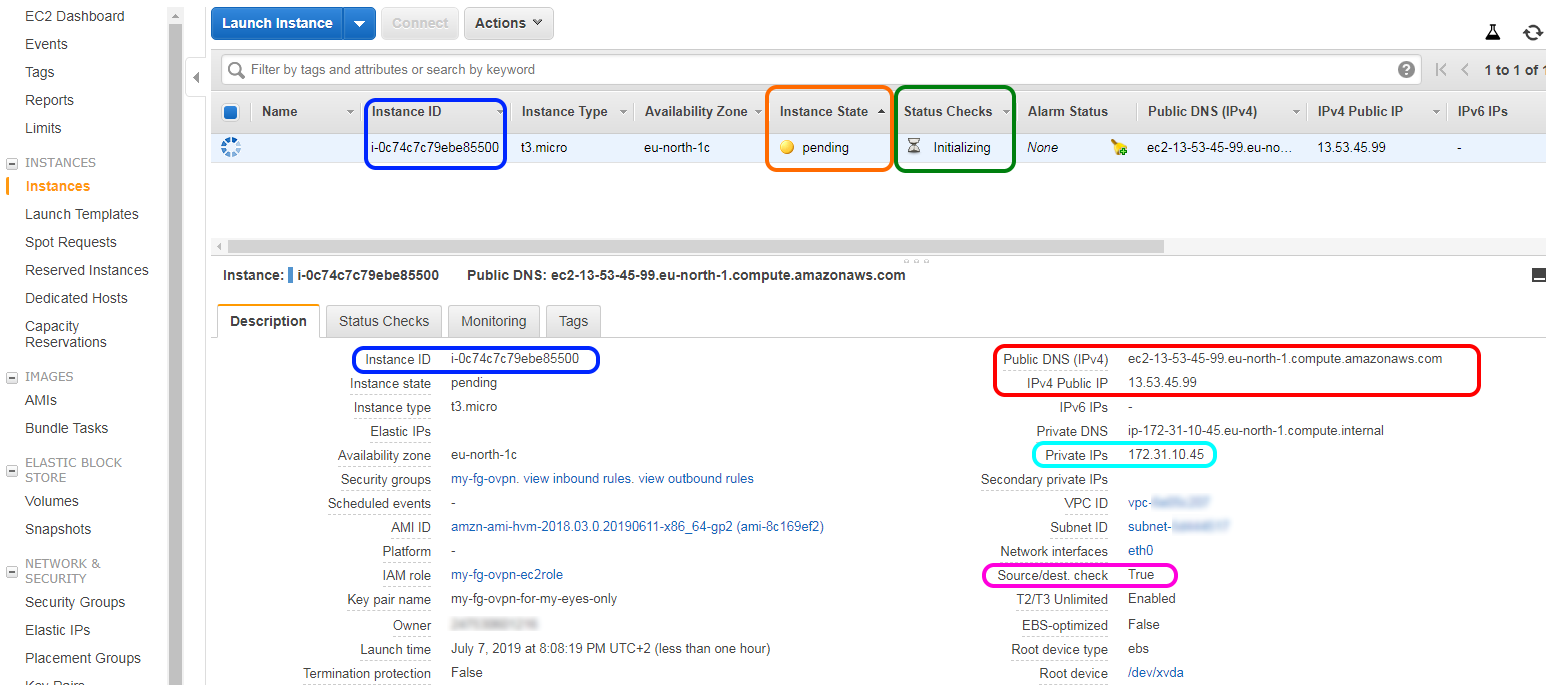 EC2 Dashboard
Events
Tags
Reports
Limits
INSTANCES
Instances
Launch Templates
Spot Requests
Reserved Instances
Dedicated Hosts
Capacity
Reservations
IMAGES
AMIs
Bundle Tasks
ELASTIC BLOCK
STORE
Volumes
Snapshots
NETWORK &
SECURITY
Security Groups
Elastic IPs
Placement Groups
Key Pairs
Launch Instance Connect Actions
Filter by tags and attributes or search by keyword
1 to 1 of 1
Name Instance ID Instance Type Availability Zone Instance State Status Checks Alarm Status Public DNS (IPv4) IPv4 Public IP IPv6 IPs
i-0c74c7c79ebe85500 t3.micro eu-north-1c pending Initializing None ec2-13-53-45-99.eu-no... 13.53.45.99 -
Instance: i-0c74c7c79ebe85500 Public DNS: ec2-13-53-45-99.eu-north-1.compute.amazonaws.com
Description Status Checks Monitoring Tags
Instance ID i-0c74c7c79ebe85500
Instance state pending
Instance type t3.micro
Elastic IPs
Availability zone eu-north-1c
Security groups my-fg-ovpn. view inbound rules. view outbound rules
Scheduled events -
AMI ID amzn-ami-hvm-2018.03.0.20190611-x86_64-gp2 (ami-8c169ef2)
Platform -
IAM role my-fg-ovpn-ec2role
Key pair name my-fg-ovpn-for-my-eyes-only
Owner
Launch time July 7, 2019 at 8:08:19 PM UTC+2 (less than one hour)
Termination protection False
Public DNS (IPv4) ec2-13-53-45-99.eu-north-1.compute.amazonaws.com
IPv4 Public IP 13.53.45.99
IPv6 IPs -
Private DNS ip-172-31-10-45.eu-north-1.compute.internal
Private IPs 172.31.10.45
Secondary private IPs
VPC ID vpc-
Subnet ID subnet-
Network interfaces eth0
Source/dest. check True
T2/T3 Unlimited Enabled
EBS-optimized False
Root device type ebs
Root device /dev/xvda